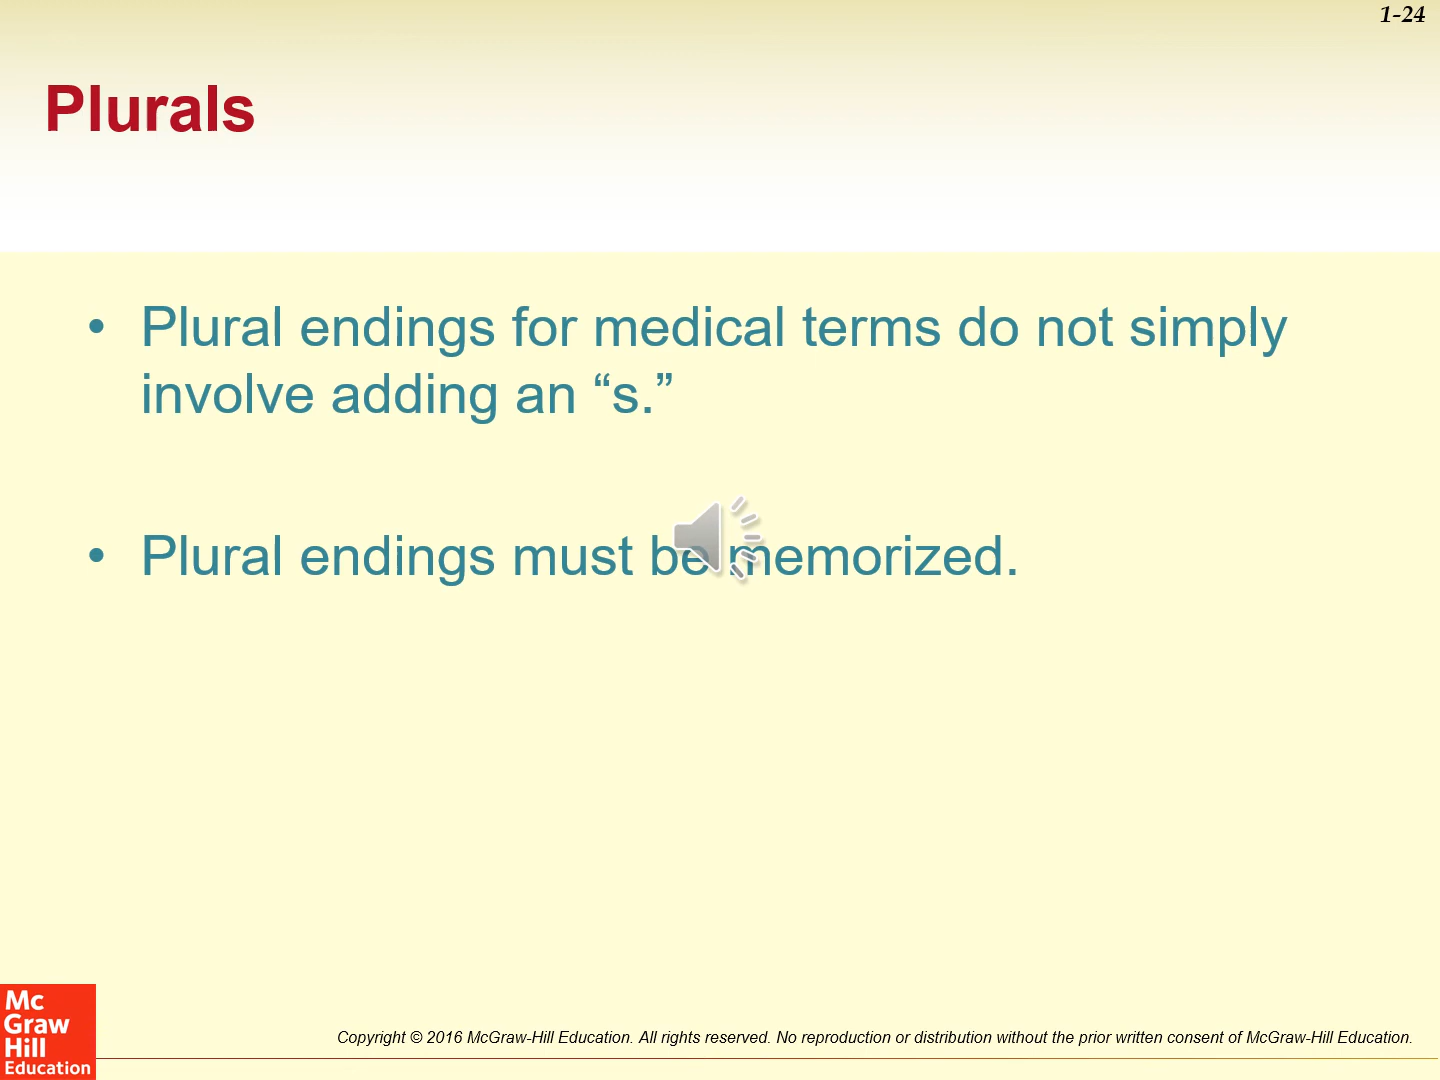 1-24
Plurals
• Plural endings for medical terms do not simply
involve adding an “s.”
• Plural endings must be memorized.
Mc
Graw
Hill
Education
Copyright © 2016 McGraw-Hill Education. All rights reserved. No reproduction or distribution without the prior written consent of McGraw-Hill Education.